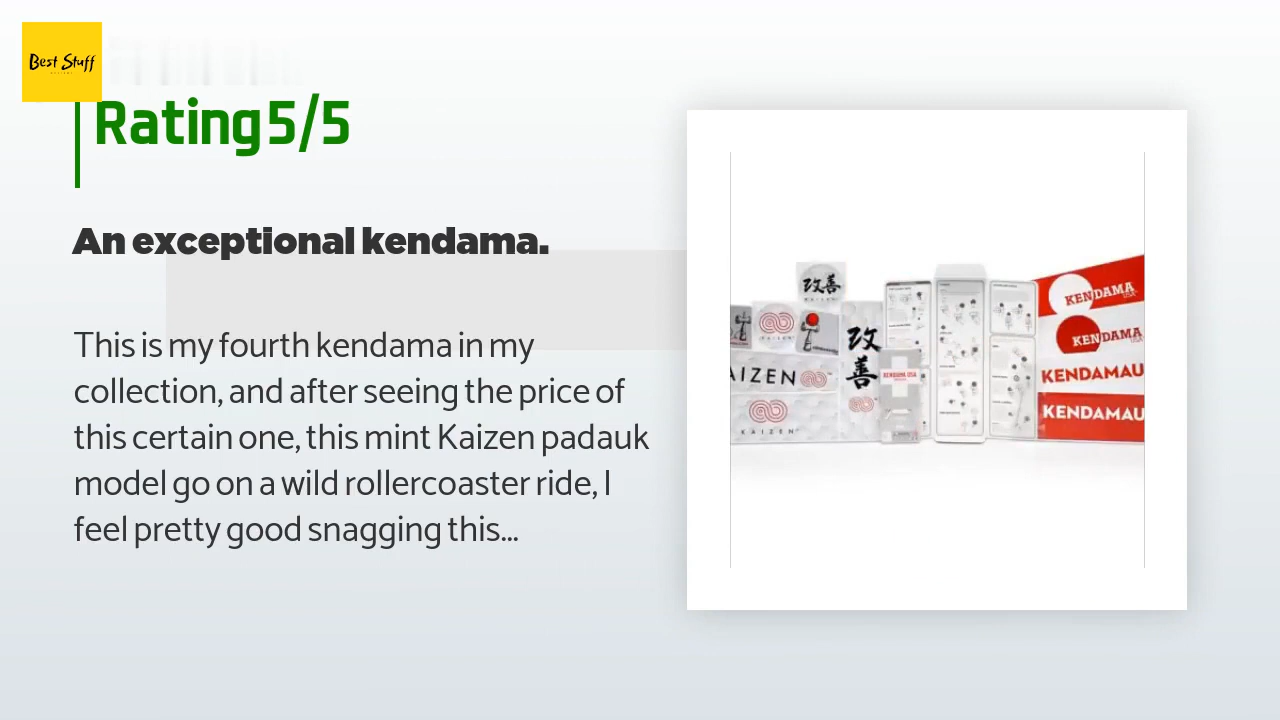 Best Stuff
Rating 5/5
An exceptional kendama.
This is my fourth kendama in my
collection, and after seeing the price of
this certain one, this mint Kaizen padauk
model go on a wild rollercoaster ride, I
feel pretty good snagging this...
改善
KAIZEN
AIZEN
KAIZEN
改善
KENDAMA USA
KENDAMA
USA
KENDAMA
KENDAMAU
KENDAMAU